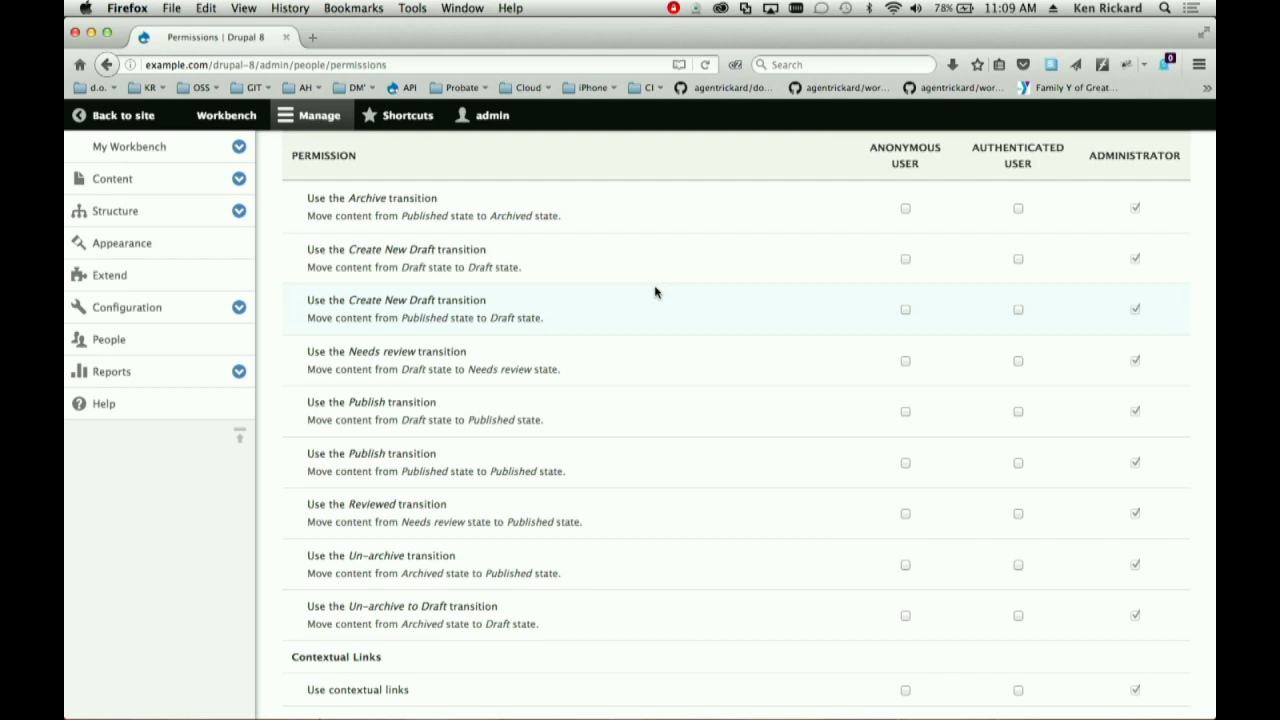 Firefox File Edit View History Bookmarks Tools Window Help 78% 11:09 AM Ken Rickard
Permissions | Drupal 8
example.com/drupal-8/admin/people/permissions Search 0
d.o. KR OSS GIT AH DM' API Probate Cloud iPhone CI agentrickard/do... agentrickard/wor... agentrickard/wor... Family Y of Great...
Back to site Workbench Manage Shortcuts admin
My Workbench
Content
Structure
Appearance
Extend
Configuration
People
Reports
Help
PERMISSION ANONYMOUS USER AUTHENTICATED USER ADMINISTRATOR
Use the Archive transition
Move content from Published state to Archived state.
Use the Create New Draft transition
Move content from Draft state to Draft state.
Use the Create New Draft transition
Move content from Published state to Draft state.
Use the Needs review transition
Move content from Draft state to Needs review state.
Use the Publish transition
Move content from Draft state to Published state.
Use the Publish transition
Move content from Published state to Published state.
Use the Reviewed transition
Move content from Needs review state to Published state.
Use the Un-archive transition
Move content from Archived state to Published state.
Use the Un-archive to Draft transition
Move content from Archived state to Draft state.
Contextual Links
Use contextual links